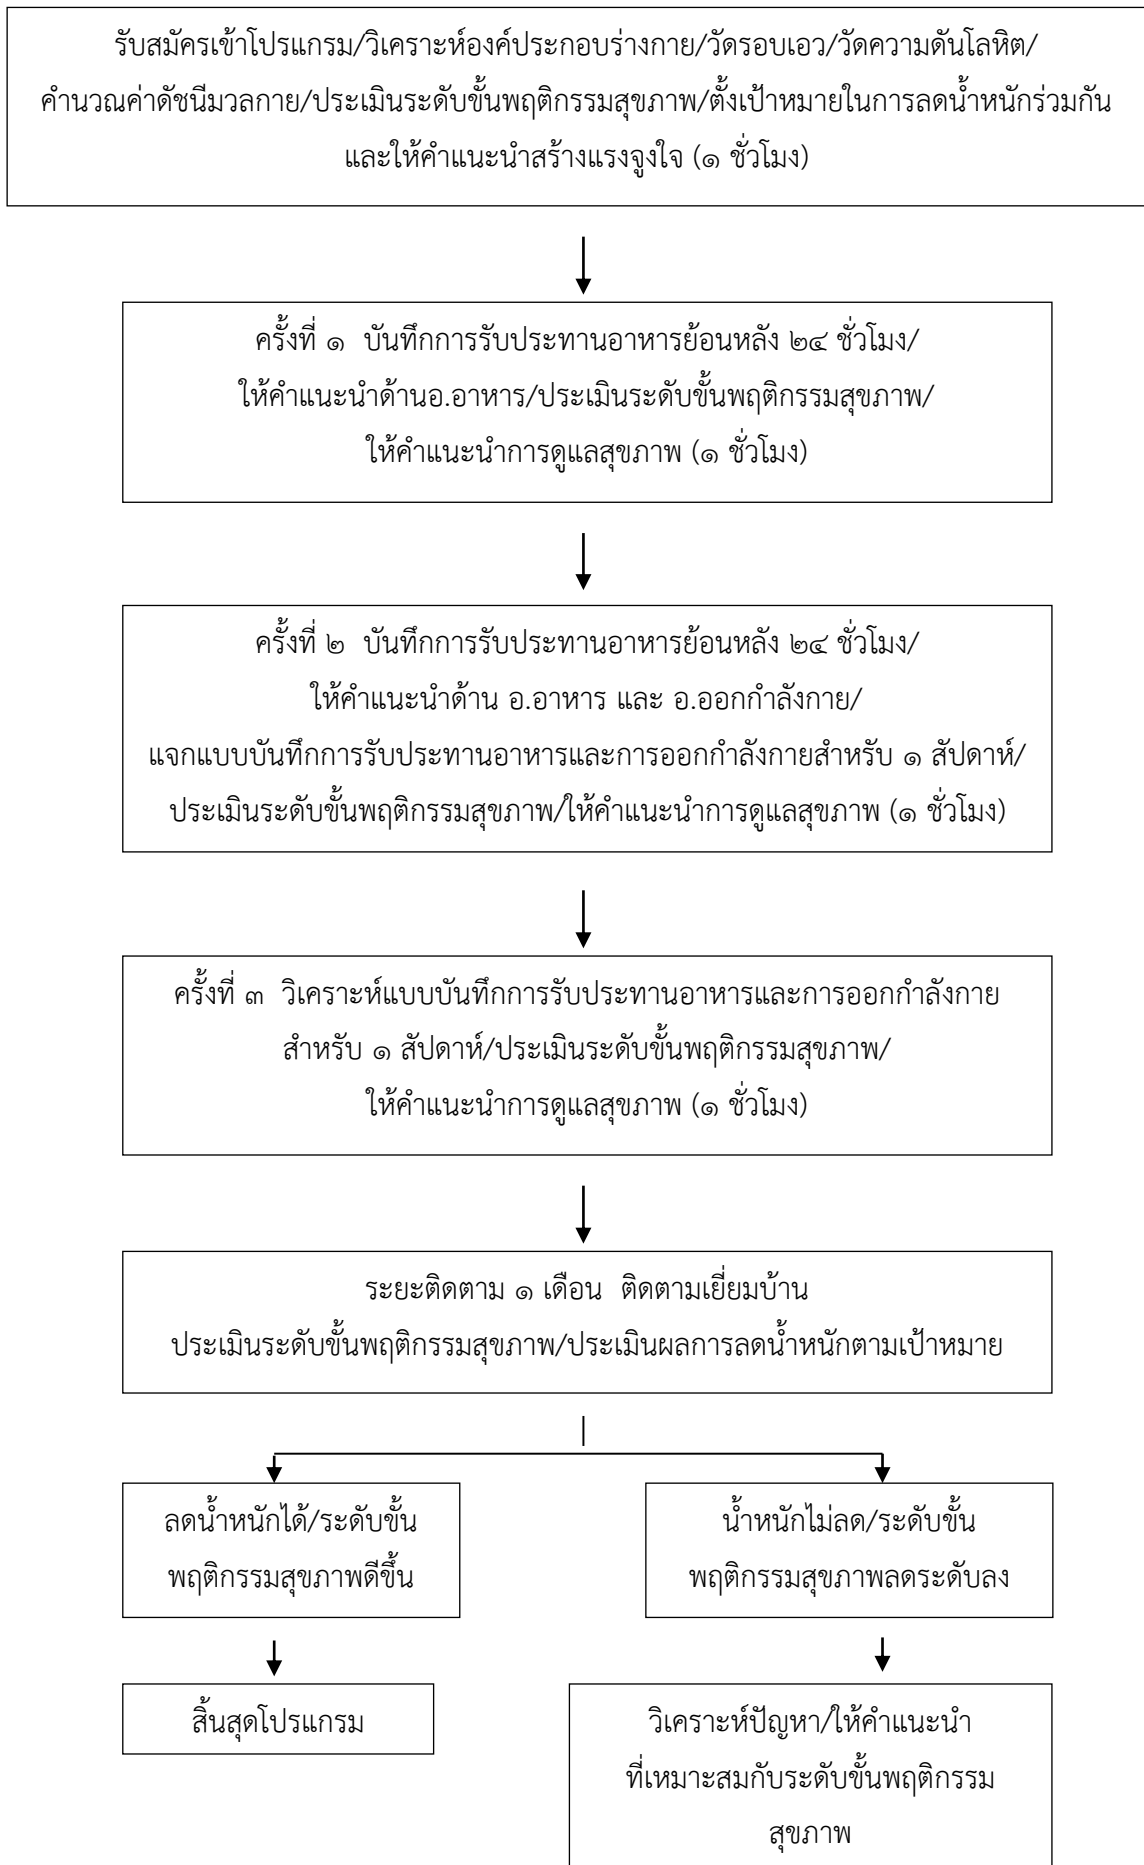 รับสมัครเข้าโปรแกรม/วิเคราะห์องค์ประกอบร่างกาย/วัดรอบเอว/วัดความดันโลหิต/
คำนวณค่าดัชนีมวลกาย/ประเมินระดับขั้นพฤติกรรมสุขภาพ/ตั้งเป้าหมายในการลดน้ำหนักร่วมกัน
และให้คำแนะนำสร้างแรงจูงใจ (๑ ชั่วโมง)
ครั้งที่ ๑ บันทึกการรับประทานอาหารย้อนหลัง ๒๔ ชั่วโมง/
ให้คำแนะนำด้านอ.อาหาร/ประเมินระดับขั้นพฤติกรรมสุขภาพ/
ให้คำแนะนำการดูแลสุขภาพ (๑ ชั่วโมง)
ครั้งที่ ๒ บันทึกการรับประทานอาหารย้อนหลัง ๒๔ ชั่วโมง/
ให้คำแนะนำด้าน อ.อาหาร และ อ.ออกกำลังกาย/
แจกแบบบันทึกการรับประทานอาหารและการออกกำลังกายสำหรับ ๑ สัปดาห์/
ประเมินระดับขั้นพฤติกรรมสุขภาพ/ให้คำแนะนำการดูแลสุขภาพ (๑ ชั่วโมง)
ครั้งที่ ๓ วิเคราะห์แบบบันทึกการรับประทานอาหารและการออกกำลังกาย
สำหรับ ๑ สัปดาห์/ประเมินระดับขั้นพฤติกรรมสุขภาพ/
ให้คำแนะนำการดูแลสุขภาพ (๑ ชั่วโมง)
ระยะติดตาม ๑ เดือน ติดตามเยี่ยมบ้าน
ประเมินระดับขั้นพฤติกรรมสุขภาพ/ประเมินผลการลดน้ำหนักตามเป้าหมาย
ลดน้ำหนักได้/ระดับขั้น
พฤติกรรมสุขภาพดีขึ้น
น้ำหนักไม่ลด/ระดับขั้น
พฤติกรรมสุขภาพลดระดับลง
สิ้นสุดโปรแกรม
วิเคราะห์ปัญหา/ให้คำแนะนำ
ที่เหมาะสมกับระดับขั้นพฤติกรรม
สุขภาพ